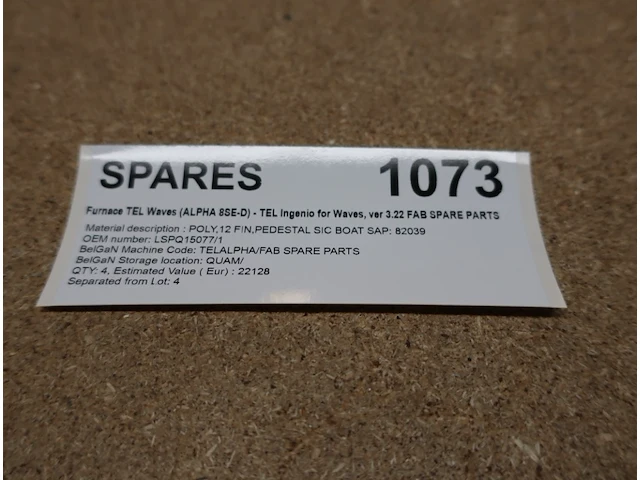 SPARES 1073
Furnace TEL Waves (ALPHA 8SE-D) - TEL Ingenio for Waves, ver 3.22 FAB SPARE PARTS
Material description : POLY,12 FIN,PEDESTAL SIC BOAT SAP: 82039
OEM number: LSPQ15077/1
BelGaN Machine Code: TELALPHA/FAB SPARE PARTS
BelGaN Storage location: QUAM/
QTY: 4, Estimated Value ( Eur) : 22128
Separated from Lot: 4